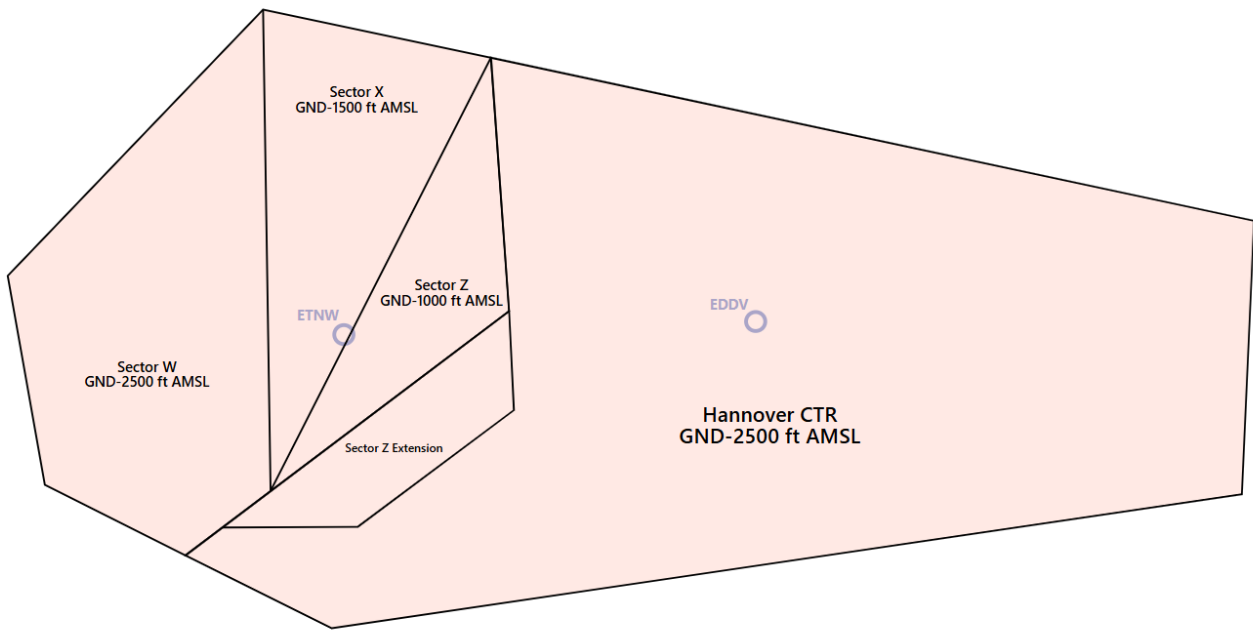 Sector X
GND-1500 ft AMSL
Sector Z
GND-1000 ft AMSL
ETNW
EDDV
Sector W
GND-2500 ft AMSL
Hannover CTR
GND-2500 ft AMSL
Sector Z Extension